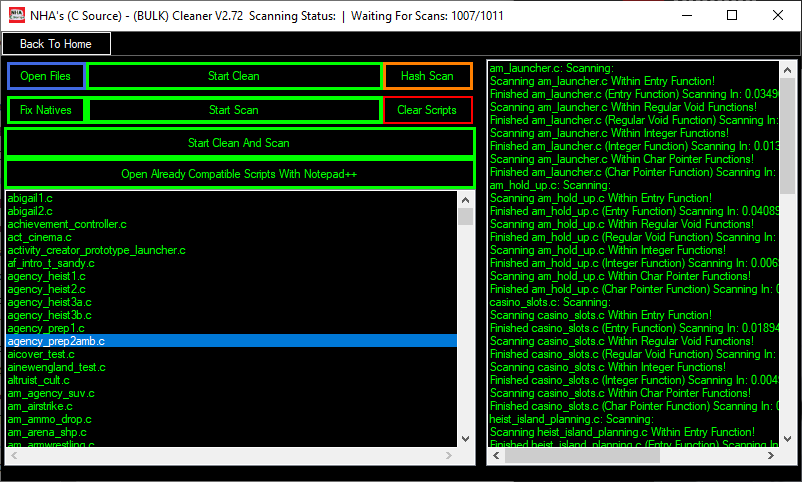 NHA's (C Source) - (BULK) Cleaner V2.72 Scanning Status: | Waiting For Scans: 1007/1011
Back To Home
Open Files
Start Clean
Hash Scan
Fix Natives
Start Scan
Clear Scripts
Start Clean And Scan
Open Already Compatible Scripts With Notepad++
abigail1.c
abigail2.c
achievement_controller.c
act_cinema.c
activity_creator_prototype_launcher.c
af_intro_t_sandy.c
agency_heist1.c
agency_heist2.c
agency_heist3a.c
agency_heist3b.c
agency_prep1.c
agency_prep2amb.c
aicover_test.c
ainewengland_test.c
altruist_cult.c
am_agency_suv.c
am_airstrike.c
am_ammo_drop.c
am_arena_shp.c
am_armwrestling.c
am_launcher.c: Scanning:
Scanning am_launcher.c Within Entry Function!
Finished am_launcher.c (Entry Function) Scanning In: 0.0349
Scanning am_launcher.c Within Regular Void Functions!
Finished am_launcher.c (Regular Void Function) Scanning In:
Scanning am_launcher.c Within Integer Functions!
Finished am_launcher.c (Integer Function) Scanning In: 0.013
Scanning am_launcher.c Within Char Pointer Functions!
Finished am_launcher.c (Char Pointer Function) Scanning In:
am_hold_up.c: Scanning:
Scanning am_hold_up.c Within Entry Function!
Finished am_hold_up.c (Entry Function) Scanning In: 0.04089
Scanning am_hold_up.c Within Regular Void Functions!
Finished am_hold_up.c (Regular Void Function) Scanning In:
Scanning am_hold_up.c Within Integer Functions!
Finished am_hold_up.c (Integer Function) Scanning In: 0.006
Scanning am_hold_up.c Within Char Pointer Functions!
Finished am_hold_up.c (Char Pointer Function) Scanning In: 
casino_slots.c: Scanning:
Scanning casino_slots.c Within Entry Function!
Finished casino_slots.c (Entry Function) Scanning In: 0.01894
Scanning casino_slots.c Within Regular Void Functions!
Finished casino_slots.c (Regular Void Function) Scanning In:
Scanning casino_slots.c Within Integer Functions!
Finished casino_slots.c (Integer Function) Scanning In: 0.004
Scanning casino_slots.c Within Char Pointer Functions!
Finished casino_slots.c (Char Pointer Function) Scanning In:
heist_island_planning.c: Scanning:
Scanning heist_island_planning.c Within Entry Function!
Finished heist_island_planning.c (Entry Function) Scanning